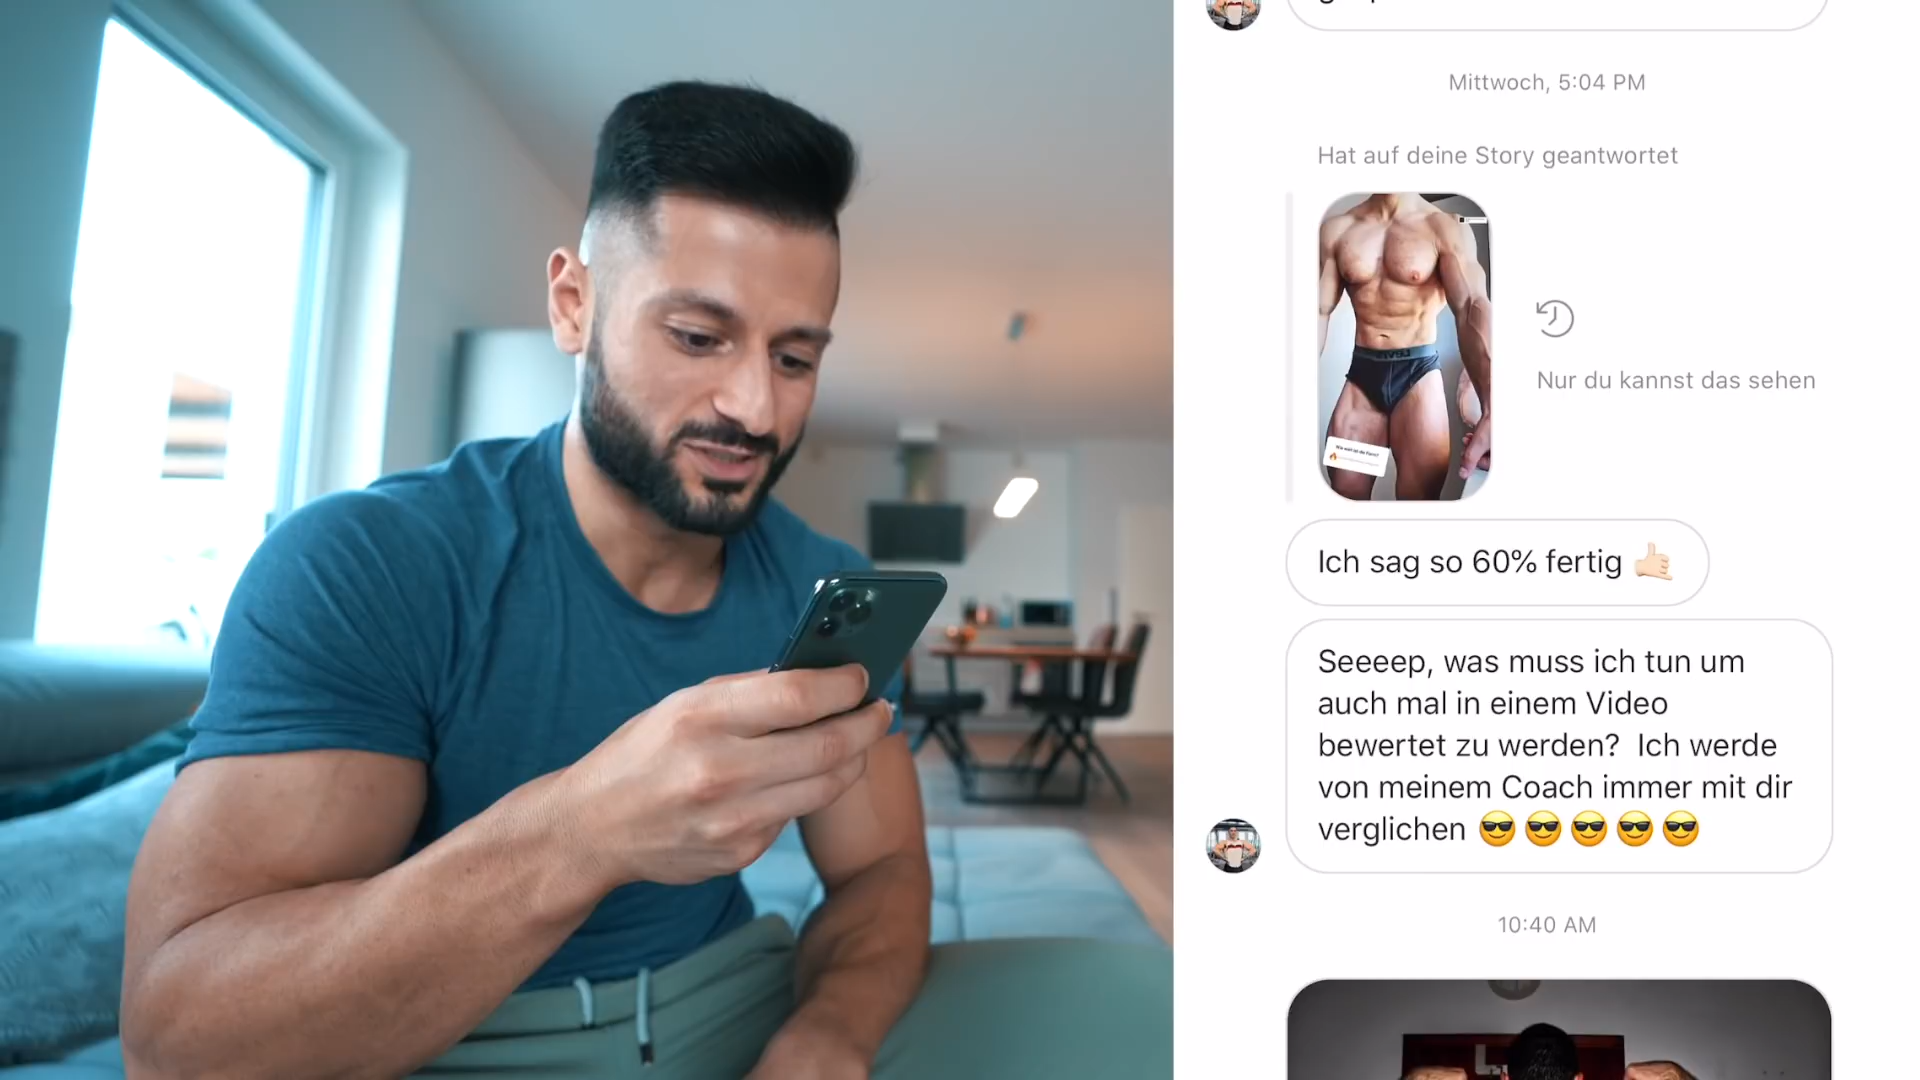 Mittwoch, 5:04 PM
Hat auf deine Story geantwortet
Nur du kannst das sehen
Ich sag so 60% fertig 🤙🏻
Seeeep, was muss ich tun um
auch mal in einem Video
bewertet zu werden?  Ich werde
von meinem Coach immer mit dir
verglichen 😎😎😎😎😎
10:40 AM